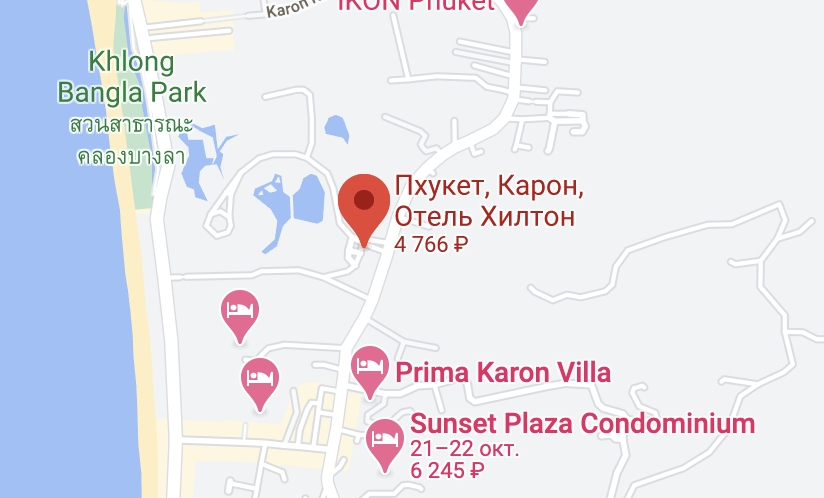 IKON Phuket
Karon
Khlong
Bangla Park
สวนสาธารณะ
คลองบางลา
Пхукет, Карон,
Отель Хилтон
4 766 ₽
Prima Karon Villa
Sunset Plaza Condominium
21–22 окт.
6 245 ₽